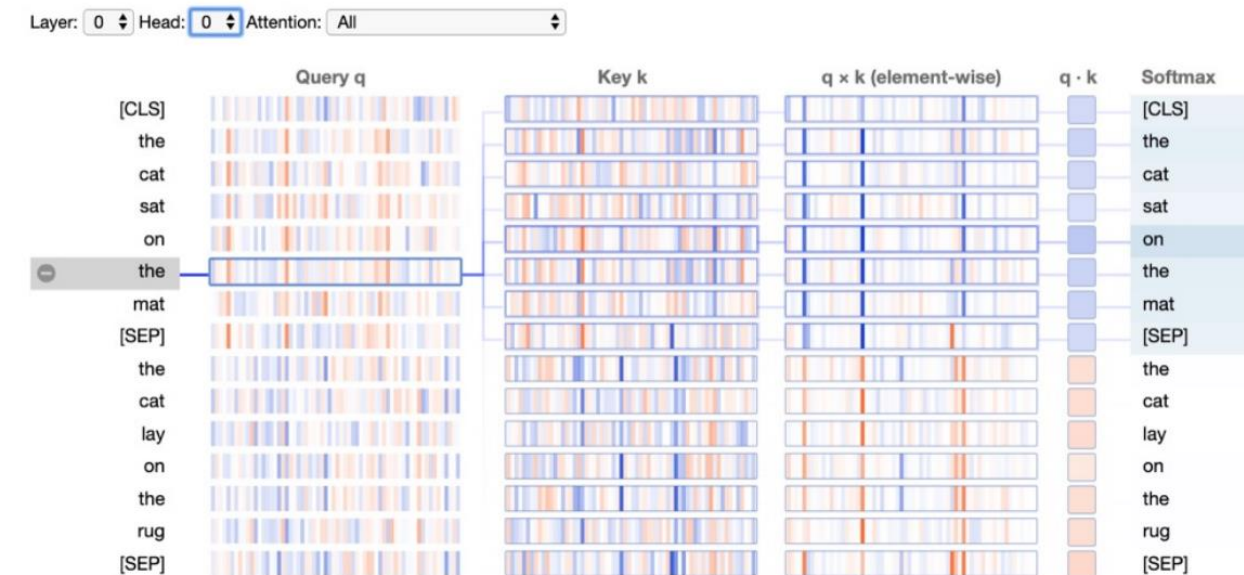 Layer: 0 Head: 0 Attention: All
Query q Key k q × k (element-wise) q · k Softmax
[CLS] [CLS]
the the
cat cat
sat sat
on on
the the
mat mat
[SEP] [SEP]
the the
cat cat
lay lay
on on
the the
rug rug
[SEP] [SEP]